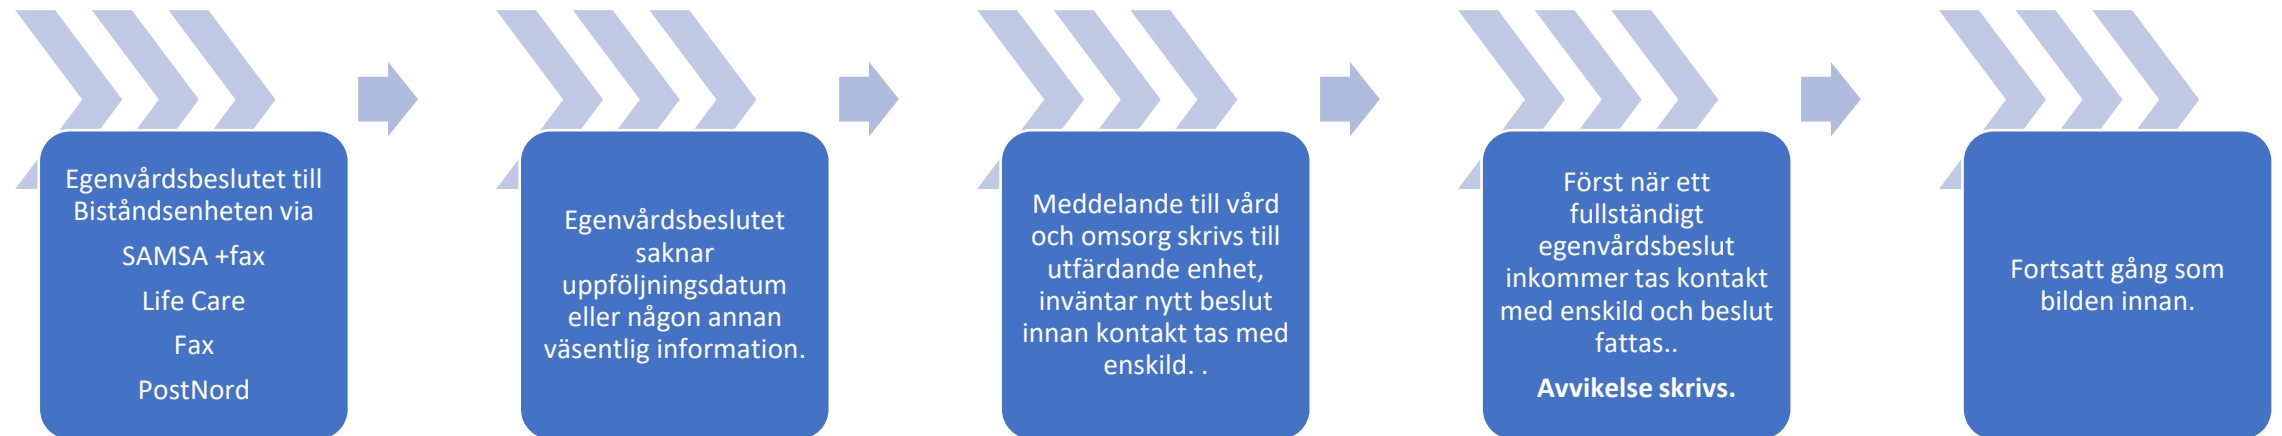 Egenvårdsbeslutet till
Biståndsenheten via
SAMSA +fax
Life Care
Fax
PostNord
Egenvårdsbeslutet
saknar
uppföljningsdatum
eller någon annan
väsentlig information.
Meddelande till vård
och omsorg skrivs till
utfärdande enhet,
inväntar nytt beslut
innan kontakt tas med
enskild. .
Först när ett
fullständigt
egenvårdsbeslut
inkommer tas kontakt
med enskild och beslut
fattas..
Avvikelse skrivs.
Fortsatt gång som
bilden innan.